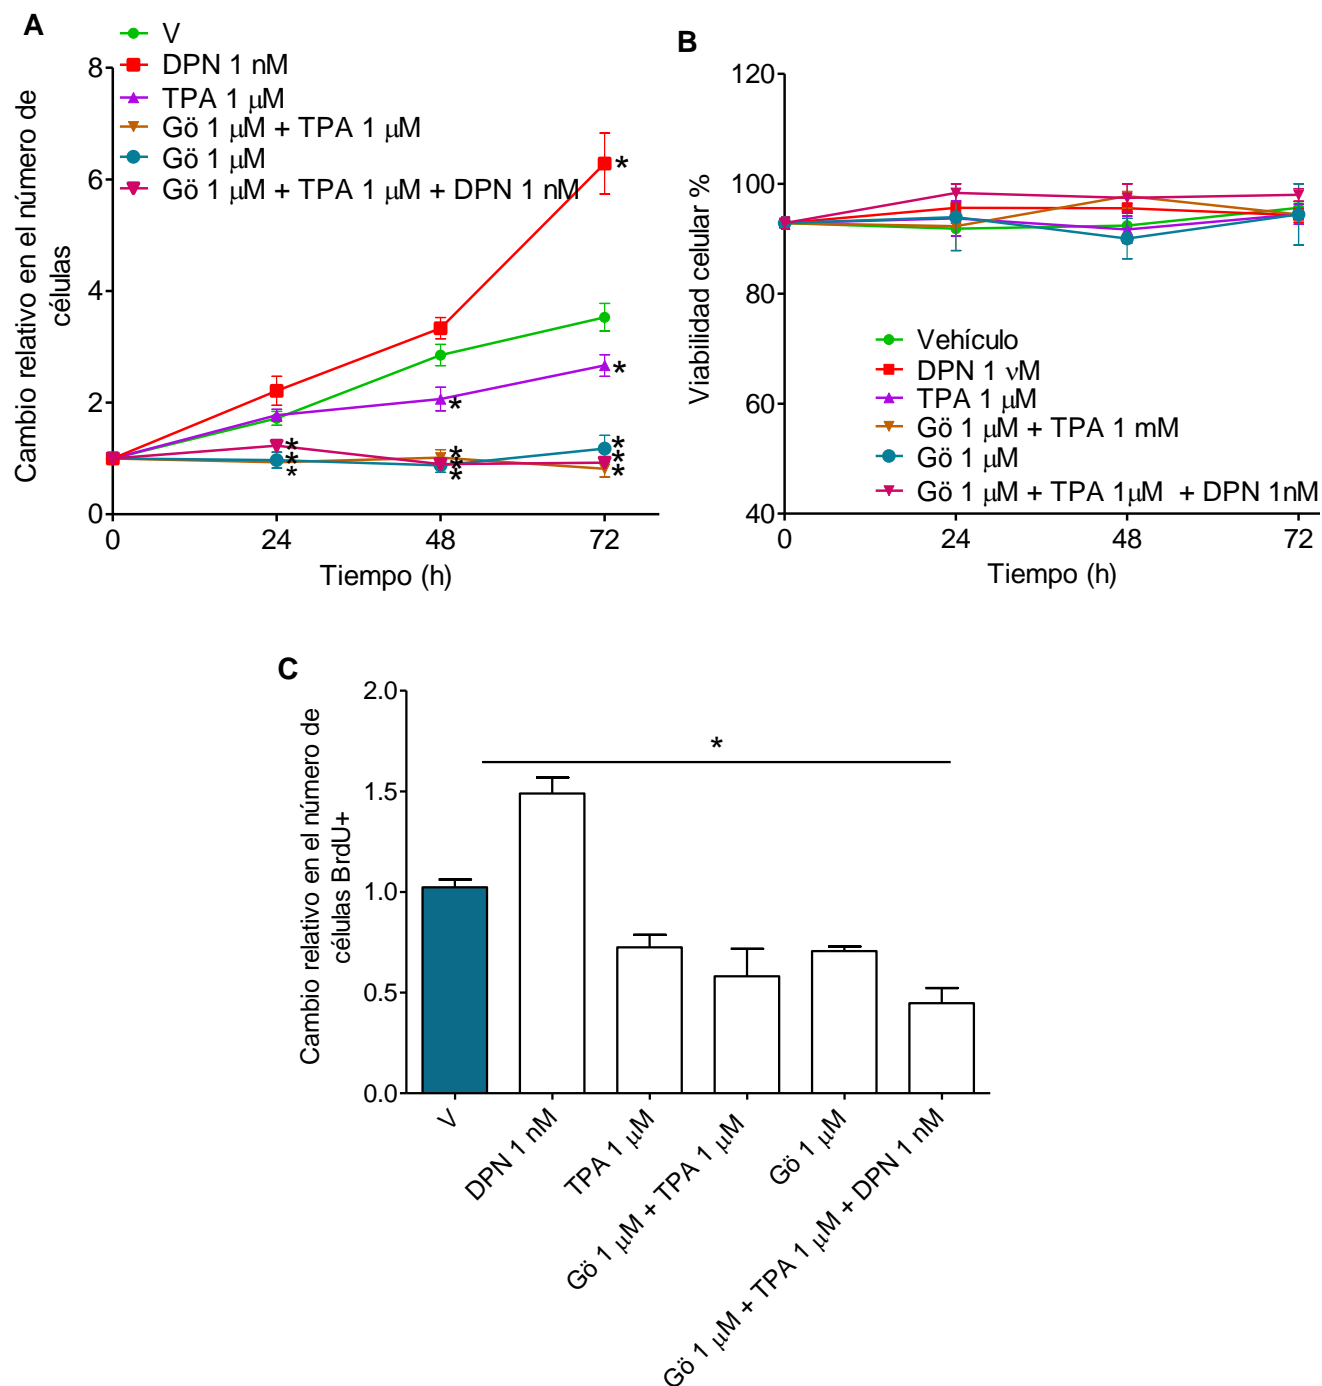 A
V
DPN 1 nM
TPA 1 μM
Gö 1 μM + TPA 1 μM
Gö 1 μM
Gö 1 μM + TPA 1 μM + DPN 1 nM
Cambio relativo en el número de
células
8
6
4
2
0
*
*
*
*
*
*
*
*
*
*
*
*
0
24
48
72
Tiempo (h)
B
Viabilidad celular %
120
100
80
60
40
Vehículo
DPN 1 νM
TPA 1 μM
Gö 1 μM + TPA 1 mM
Gö 1 μM
Gö 1 μM + TPA 1μM + DPN 1nM
0
24
48
72
Tiempo (h)
C
Cambio relativo en el número de
células BrdU+
2.0
1.5
1.0
0.5
0.0
*
V
DPN 1 nM
TPA 1 μM
Gö 1 μM + TPA 1 μM
Gö 1 μM
Gö 1 μM + TPA 1 μM + DPN 1 nM